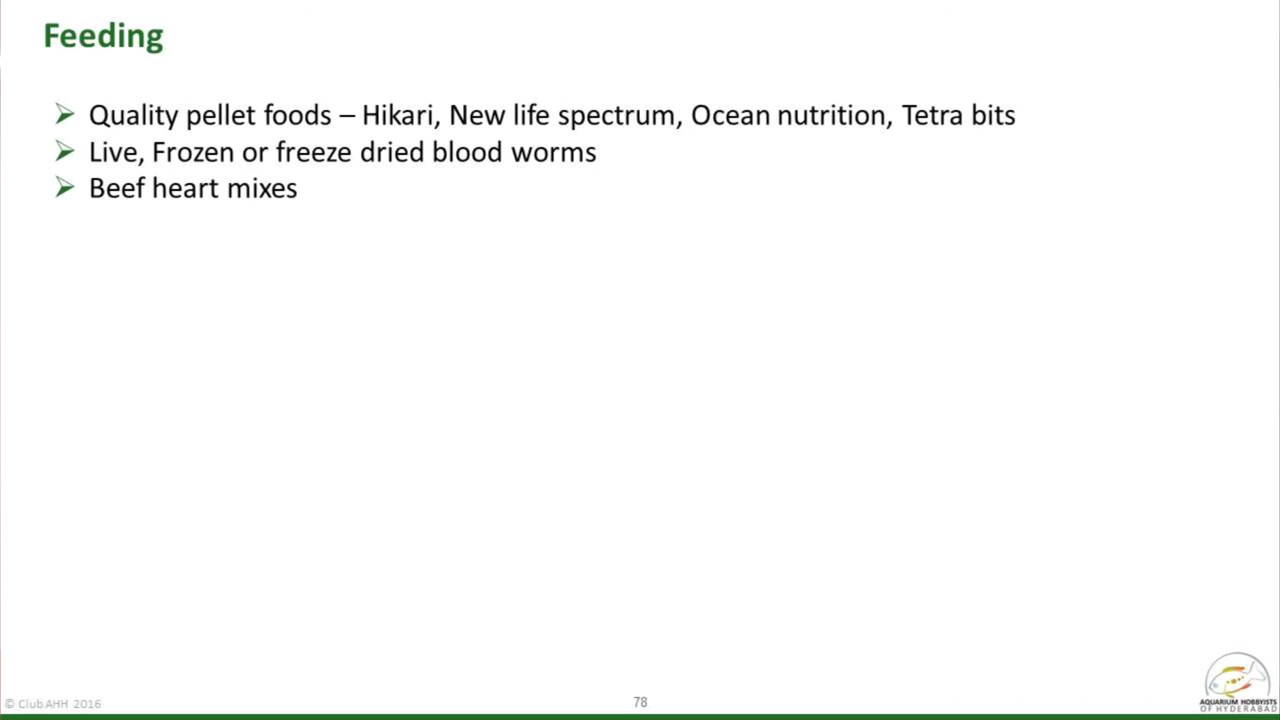 Feeding
Quality pellet foods – Hikari, New life spectrum, Ocean nutrition, Tetra bits
Live, Frozen or freeze dried blood worms
Beef heart mixes
© Club AHH 2016
78
AQUARIUM HOBBYISTS
OF HYDERABAD